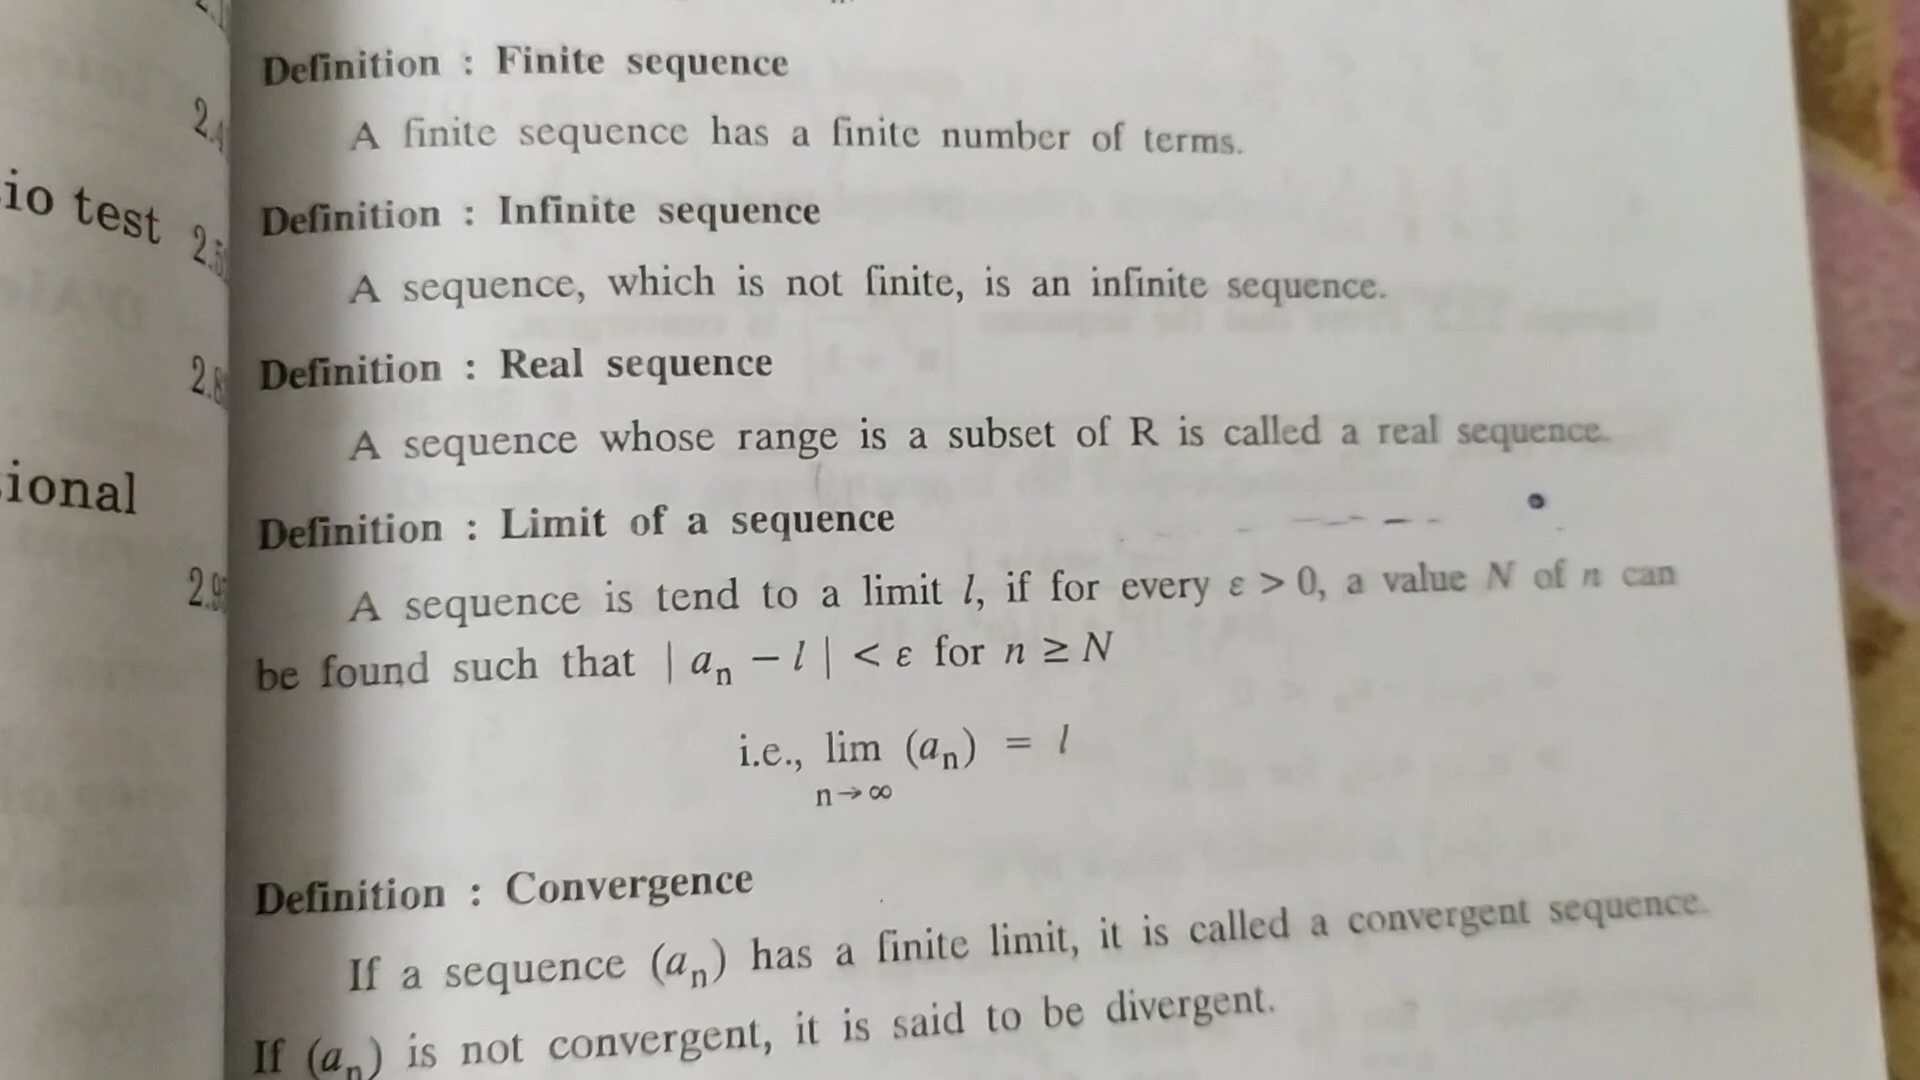 Definition : Finite sequence
A finite sequence has a finite number of terms.
Definition : Infinite sequence
A sequence, which is not finite, is an infinite sequence.
Definition : Real sequence
A sequence whose range is a subset of R is called a real sequence.
Definition : Limit of a sequence
A sequence is tend to a limit l, if for every ε > 0, a value N of n can
be found such that | aₙ − l | < ε for n ≥ N
i.e., lim (aₙ) = l
n→∞
Definition : Convergence
If a sequence (aₙ) has a finite limit, it is called a convergent sequence.
If (aₙ) is not convergent, it is said to be divergent.
test